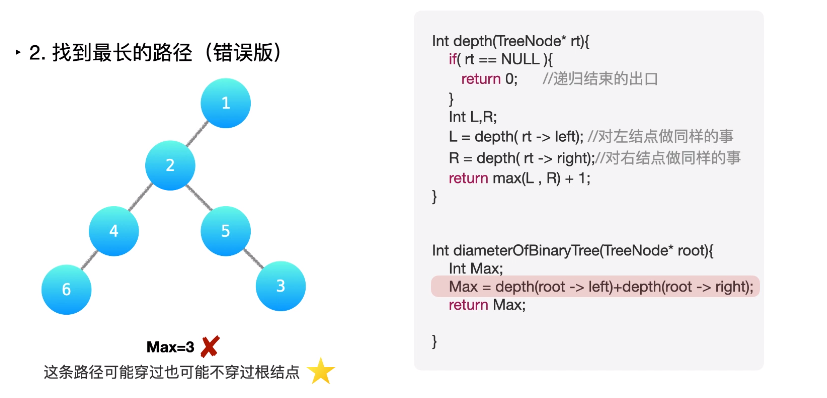 ‣ 2. 找到最长的路径（错误版）
1
2
4
5
6
3
Max=3 ✘
这条路径可能穿过也可能不穿过根结点
Int depth(TreeNode* rt){
if( rt == NULL ){
return 0; //递归结束的出口
}
Int L,R;
L = depth( rt -> left); //对左结点做同样的事
R = depth( rt -> right);//对右结点做同样的事
return max(L , R) + 1;
}
Int diameterOfBinaryTree(TreeNode* root){
Int Max;
Max = depth(root -> left)+depth(root -> right);
return Max;
}